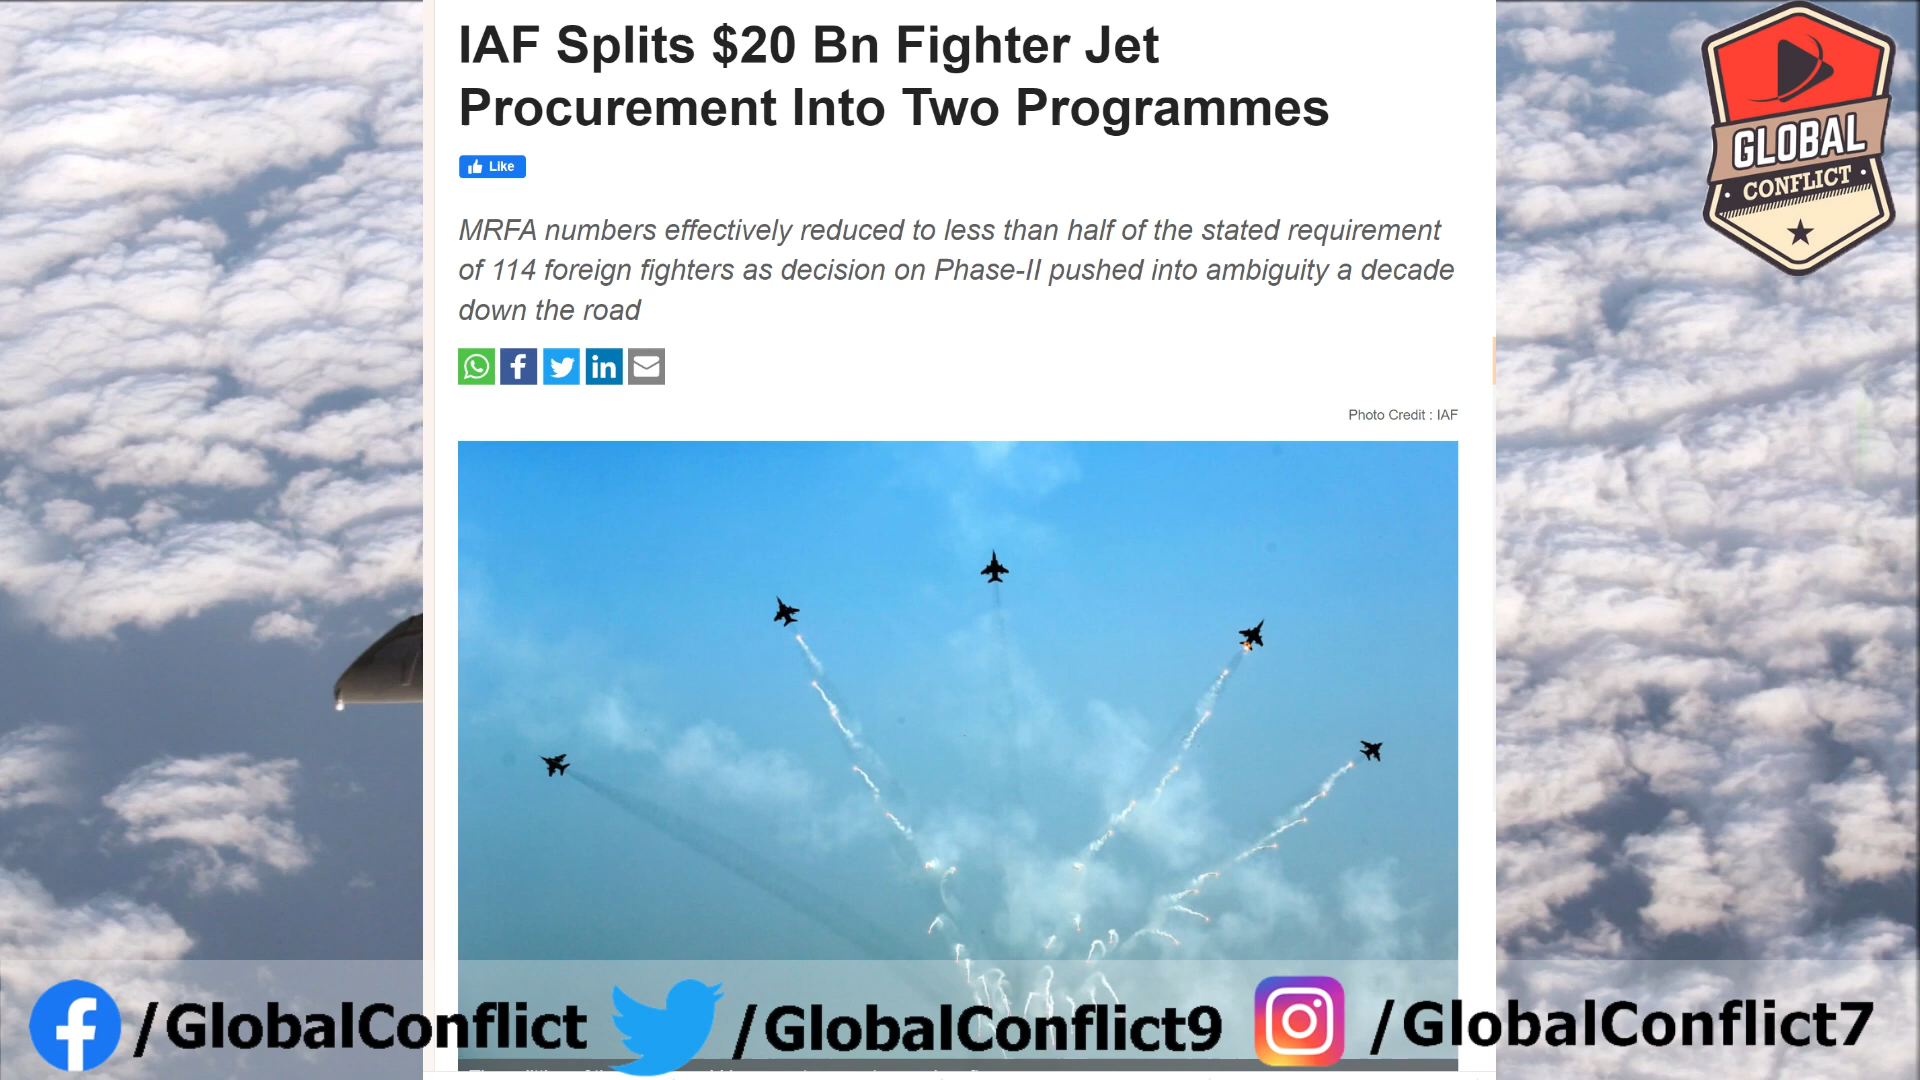 IAF Splits $20 Bn Fighter Jet
Procurement Into Two Programmes
Like
MRFA numbers effectively reduced to less than half of the stated requirement
of 114 foreign fighters as decision on Phase-II pushed into ambiguity a decade
down the road
Photo Credit : IAF
GLOBAL
CONFLICT
/GlobalConflict
/GlobalConflict9
/GlobalConflict7